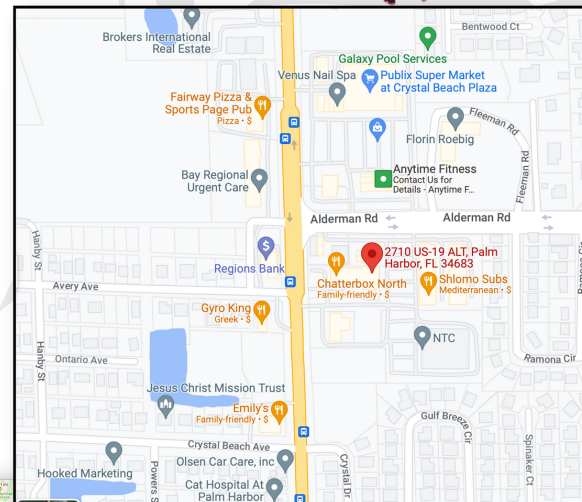 Bentwood Ct
Brokers International
Real Estate
Galaxy Pool Services
Venus Nail Spa
Publix Super Market
at Crystal Beach Plaza
Fairway Pizza &
Sports Page Pub
Pizza • $
Fleeman Rd
Florin Roebig
Fleeman Rd
Bay Regional
Urgent Care
Anytime Fitness
Contact Us for
Details - Anytime F...
Alderman Rd
Alderman Rd
Hanby St
Regions Bank
2710 US-19 ALT, Palm
Harbor, FL 34683
Chatterbox North
Family-friendly • $
Shlomo Subs
Mediterranean • $
Avery Ave
Gyro King
Greek • $
NTC
Hanby St
Ontario Ave
Ramona Cir
Jesus Christ Mission Trust
Emily's
Family-friendly • $
Gulf Breeze Cir
Crystal Beach Ave
Olsen Car Care, inc
Hooked Marketing
Powers S
Cat Hospital At
Palm Harbor
Crystal Dr
Spinaker Ct